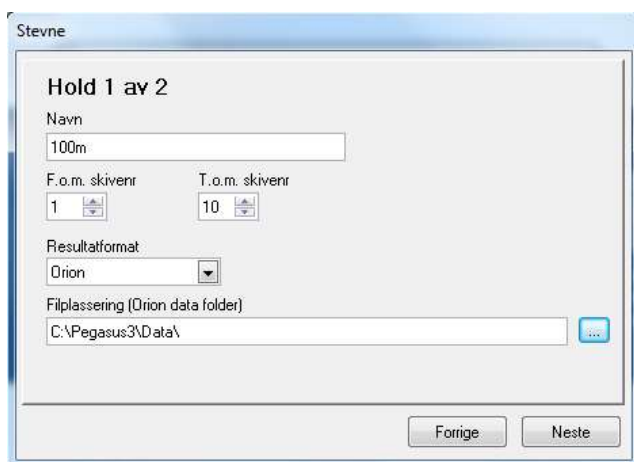 Stevne
Hold 1 av 2
Navn
100m
F.o.m. skivenr T.o.m. skivenr
1 10
Resultatformat
Orion
Filplassering (Orion data folder)
C:\Pegasus3\Data\ ...
Forrige Neste